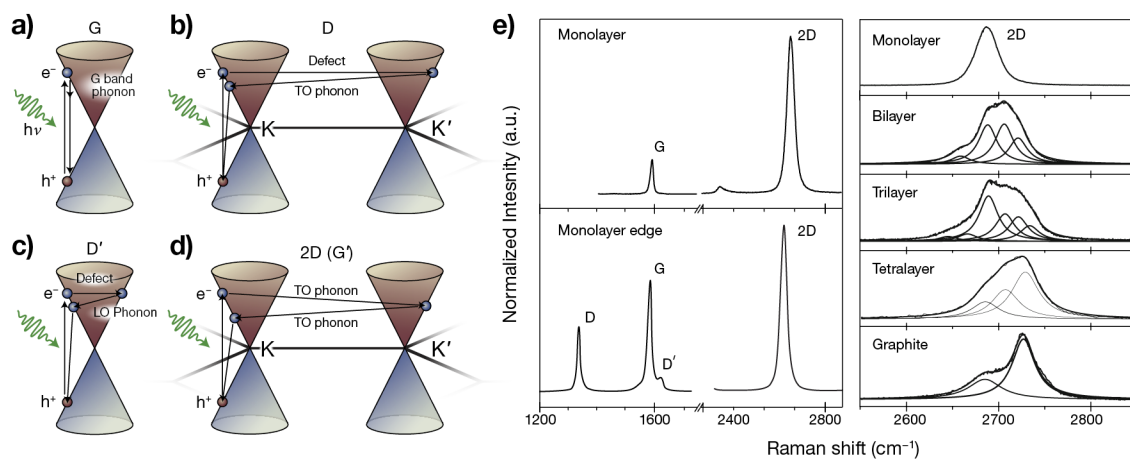 a)
G
e⁻
G band
phonon
hν
h⁺
b)
D
e⁻
Defect
TO phonon
K
K′
h⁺
c)
D′
Defect
e⁻
LO Phonon
h⁺
d)
2D (G′)
e⁻
TO phonon
TO phonon
K
K′
h⁺
e)
Normalized Intesnity (a.u.)
Monolayer
2D
G
Monolayer edge
2D
G
D
D′
1200
1600
2400
2800
Monolayer
2D
Bilayer
Trilayer
Tetralayer
Graphite
2600
2700
2800
Raman shift (cm⁻¹)